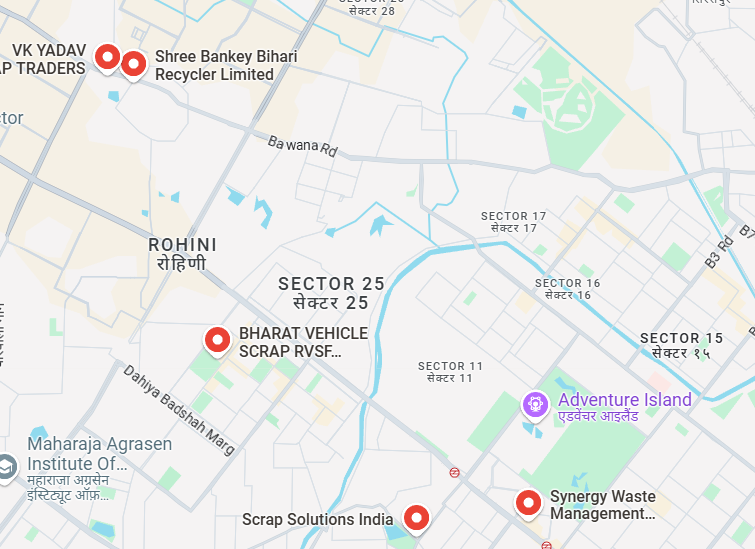 सेक्टर 28
VK YADAV
AP TRADERS
Shree Bankey Bihari
Recycler Limited
ctor
Bawana Rd
SECTOR 17
सेक्टर 17
ROHINI
रोहिणी
B3 Rd
SECTOR 25
सेक्टर 25
SECTOR 16
सेक्टर 16
BHARAT VEHICLE
SCRAP RVSF...
SECTOR 15
सेक्टर १५
SECTOR 11
सेक्टर 11
Dahiya Badshah Marg
Adventure Island
एडवेंचर आइलैंड
Maharaja Agrasen
Institute Of...
महाराजा अग्रसेन
इंस्टिट्यूट ऑफ़...
Synergy Waste
Management...
Scrap Solutions India